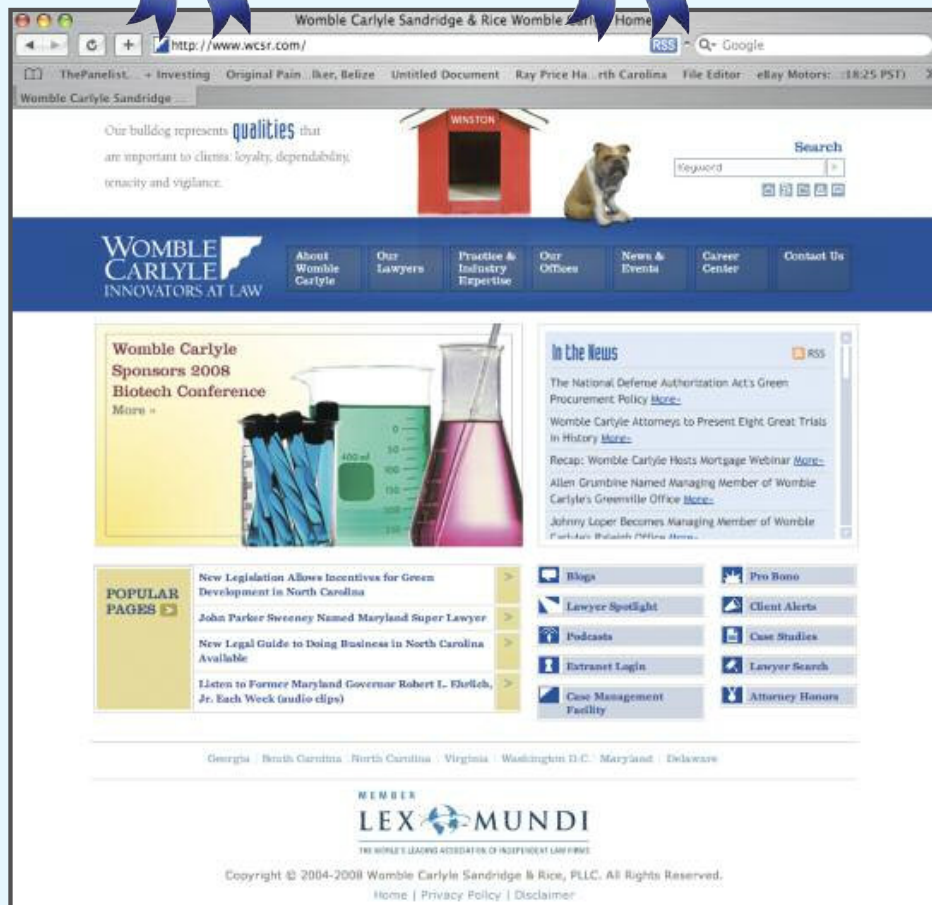 Womble Carlyle Sandridge & Rice Womble Home
http://www.wcsr.com/
RSS
Q- Google
ThePanelist, + Investing Original Pain...lker, Belize Untitled Document Ray Price Ha...rth Carolina File Editor eBay Motors: :18:25 PST)
Womble Carlyle Sandridge ...
Our bulldog represents qualities that
are important to clients: loyalty, dependability,
tenacity and vigilance.
WINSTON
Search
Keyword
WOMBLE
CARLYLE
INNOVATORS AT LAW
About
Womble
Carlyle
Our
Lawyers
Practice &
Industry
Expertise
Our
Offices
News &
Events
Career
Center
Contact Us
Womble Carlyle
Sponsors 2008
Biotech Conference
More »
400 ml
In the News
RSS
The National Defense Authorization Act's Green
Procurement Policy More»
Womble Carlyle Attorneys to Present Eight Great Trials
in History More»
Recap: Womble Carlyle Hosts Mortgage Webinar More»
Allen Grumbine Named Managing Member of Womble
Carlyle's Greenville Office More»
Johnny Loper Becomes Managing Member of Womble
Carlyle's Raleigh Office More»
POPULAR
PAGES
New Legislation Allows Incentives for Green
Development in North Carolina
John Parker Sweeney Named Maryland Super Lawyer
New Legal Guide to Doing Business in North Carolina
Available
Listen to Former Maryland Governor Robert L. Ehrlich,
Jr. Each Week (audio clips)
Blogs
Lawyer Spotlight
Podcasts
Extranet Login
Case Management
Facility
Pro Bono
Client Alerts
Case Studies
Lawyer Search
Attorney Honors
Georgia | South Carolina | North Carolina | Virginia | Washington D.C. | Maryland | Delaware
MEMBER
LEX MUNDI
THE WORLD'S LEADING ASSOCIATION OF INDEPENDENT LAW FIRMS
Copyright © 2004-2008 Womble Carlyle Sandridge & Rice, PLLC. All Rights Reserved.
Home | Privacy Policy | Disclaimer